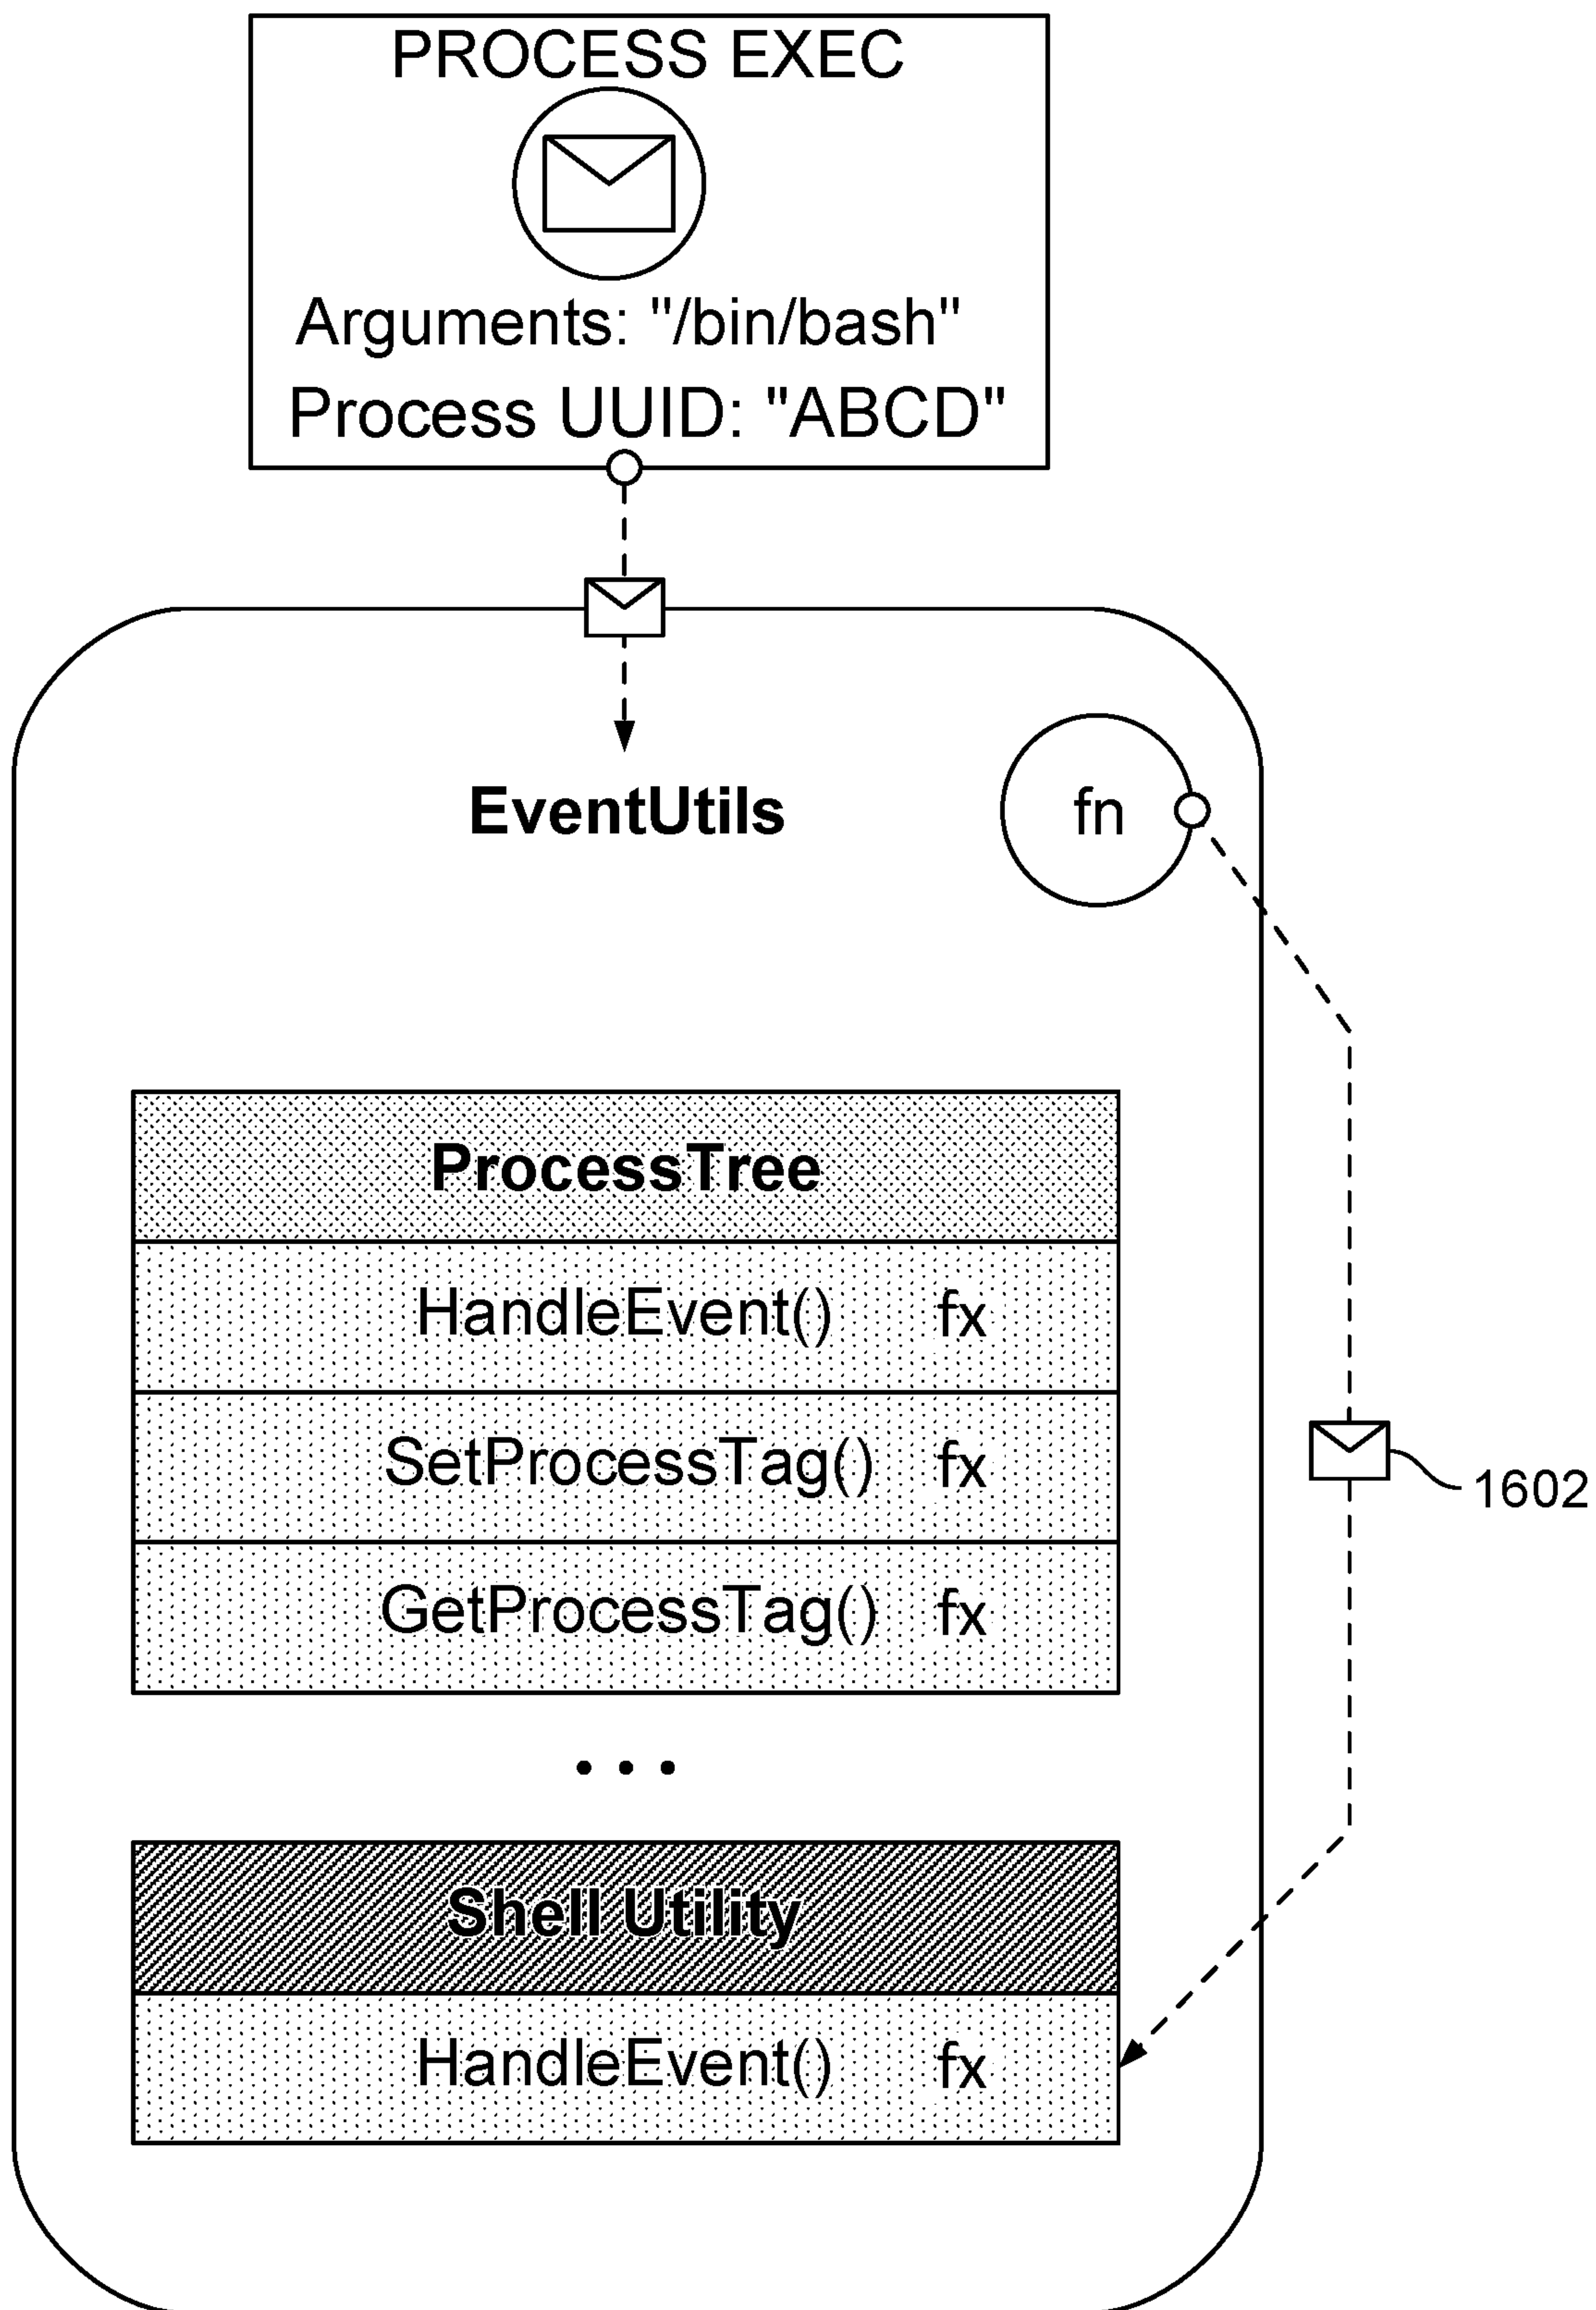 PROCESS EXEC
Arguments: "/bin/bash"
Process UUID: "ABCD"
EventUtils
fn
ProcessTree
HandleEvent() fx
SetProcessTag() fx
1602
GetProcessTag() fx
...
Shell Utility
HandleEvent() fx